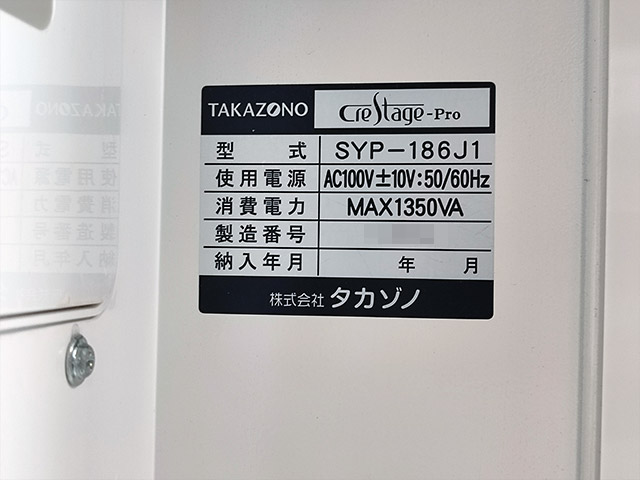 TAKAZONO CreStage-Pro
型式 SYP-186J1
使用電源 AC100V±10V:50/60Hz
消費電力 MAX1350VA
製造番号
納入年月 年 月
株式会社 タカゾノ